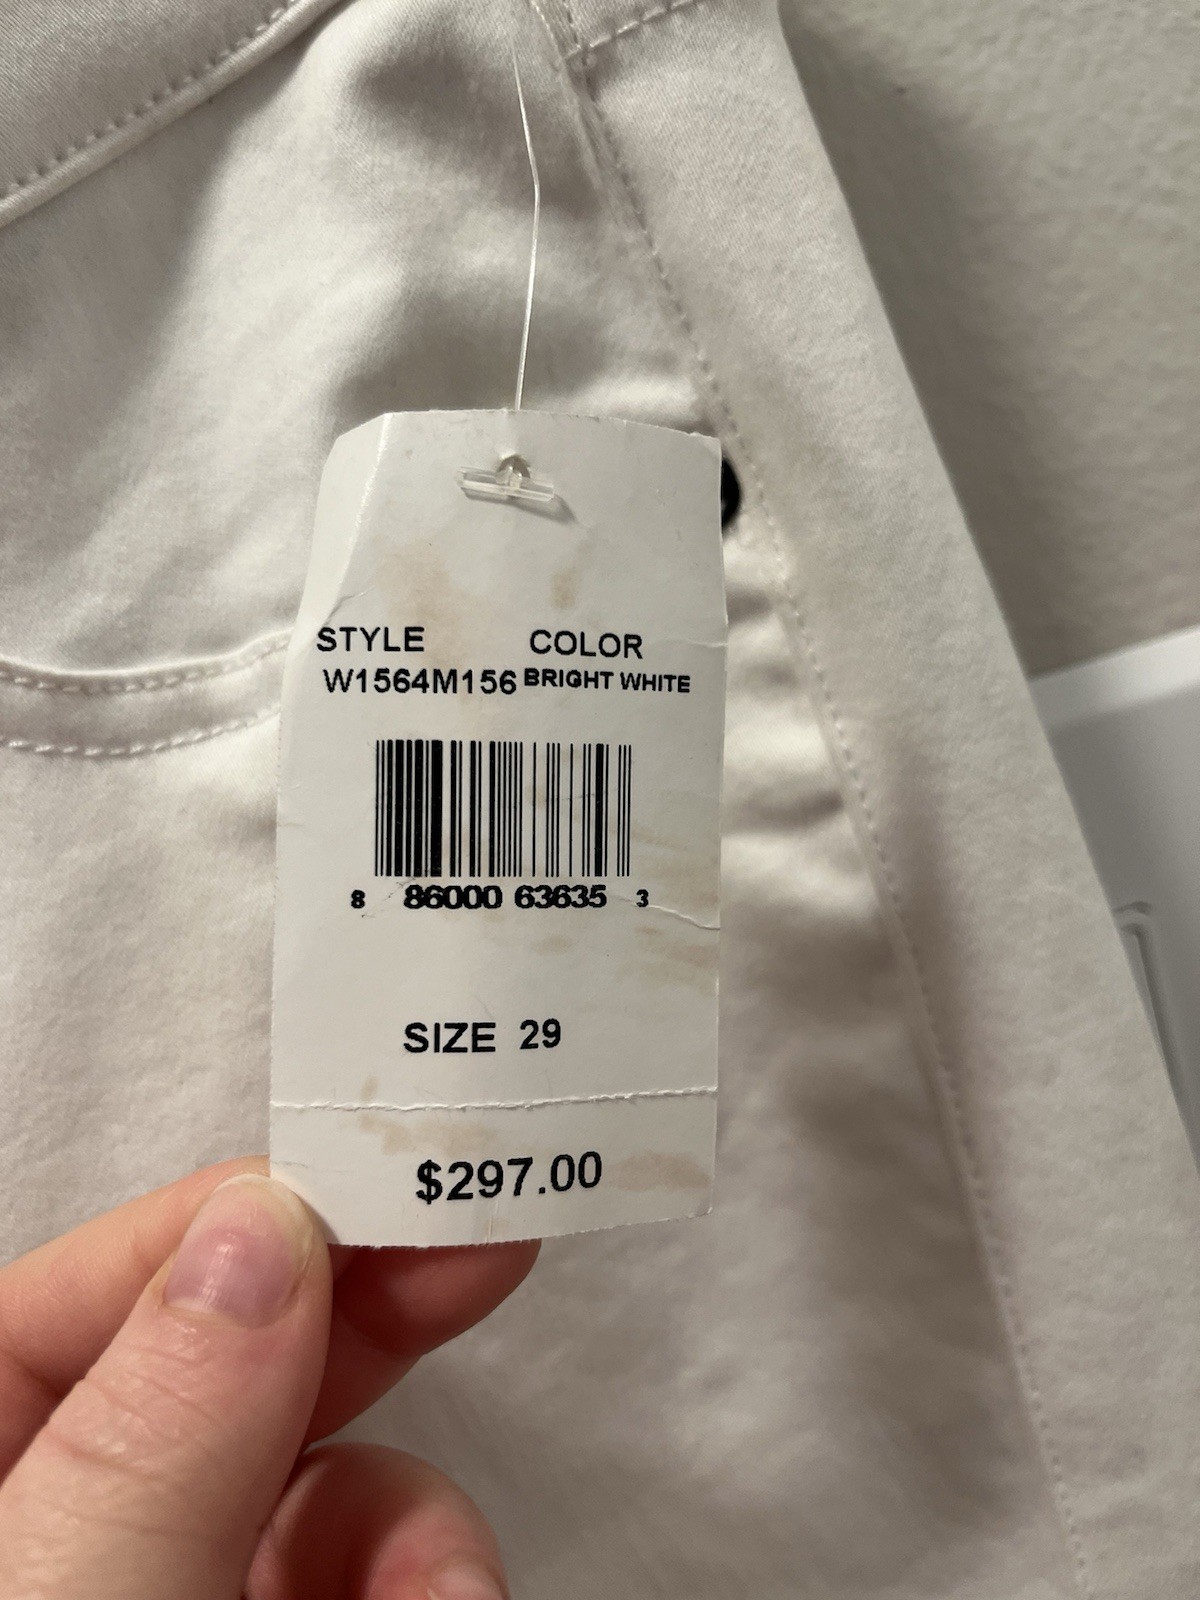 STYLE COLOR
W1564M156 BRIGHT WHITE
8 86000 63635 3
SIZE 29
$297.00